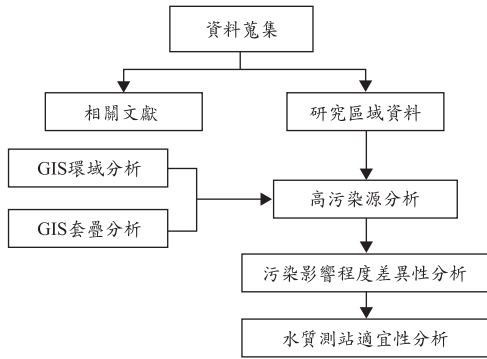 資料蒐集
相關文獻
研究區域資料
GIS環域分析
高污染源分析
GIS套疊分析
污染影響程度差異性分析
水質測站適宜性分析